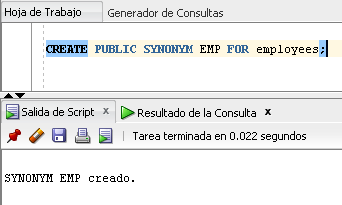 Hoja de Trabajo Generador de Consultas
CREATE PUBLIC SYNONYM EMP FOR employees;
Salida de Script x Resultado de la Consulta x
Tarea terminada en 0.022 segundos
SYNONYM EMP creado.